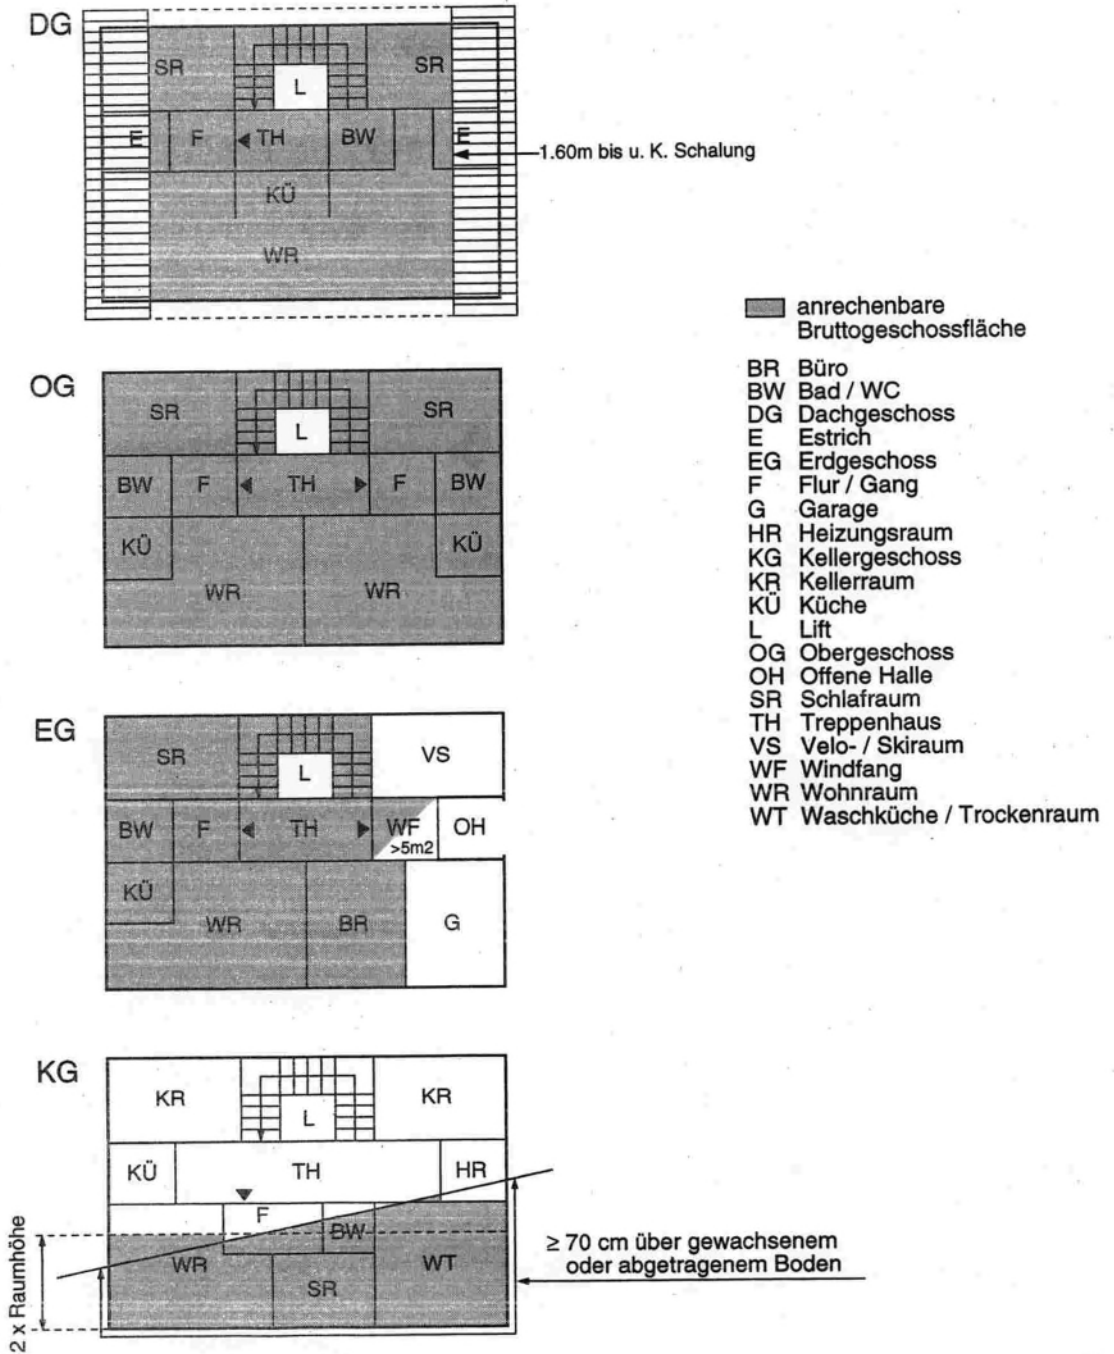 DG
SR
SR
L
E
F
TH
BW
E
1.60m bis u. K. Schalung
KÜ
WR
OG
SR
SR
L
BW
F
TH
F
BW
KÜ
KÜ
WR
WR
EG
SR
VS
L
BW
F
TH
WF
>5m2
OH
KÜ
WR
BR
G
KG
KR
KR
L
KÜ
TH
HR
F
BW
WR
SR
WT
2 x Raumhöhe
≥ 70 cm über gewachsenem
oder abgetragenem Boden
anrechenbare
Bruttogeschossfläche
BR Büro
BW Bad / WC
DG Dachgeschoss
E Estrich
EG Erdgeschoss
F Flur / Gang
G Garage
HR Heizungsraum
KG Kellergeschoss
KR Kellerraum
KÜ Küche
L Lift
OG Obergeschoss
OH Offene Halle
SR Schlafraum
TH Treppenhaus
VS Velo- / Skiraum
WF Windfang
WR Wohnraum
WT Waschküche / Trockenraum